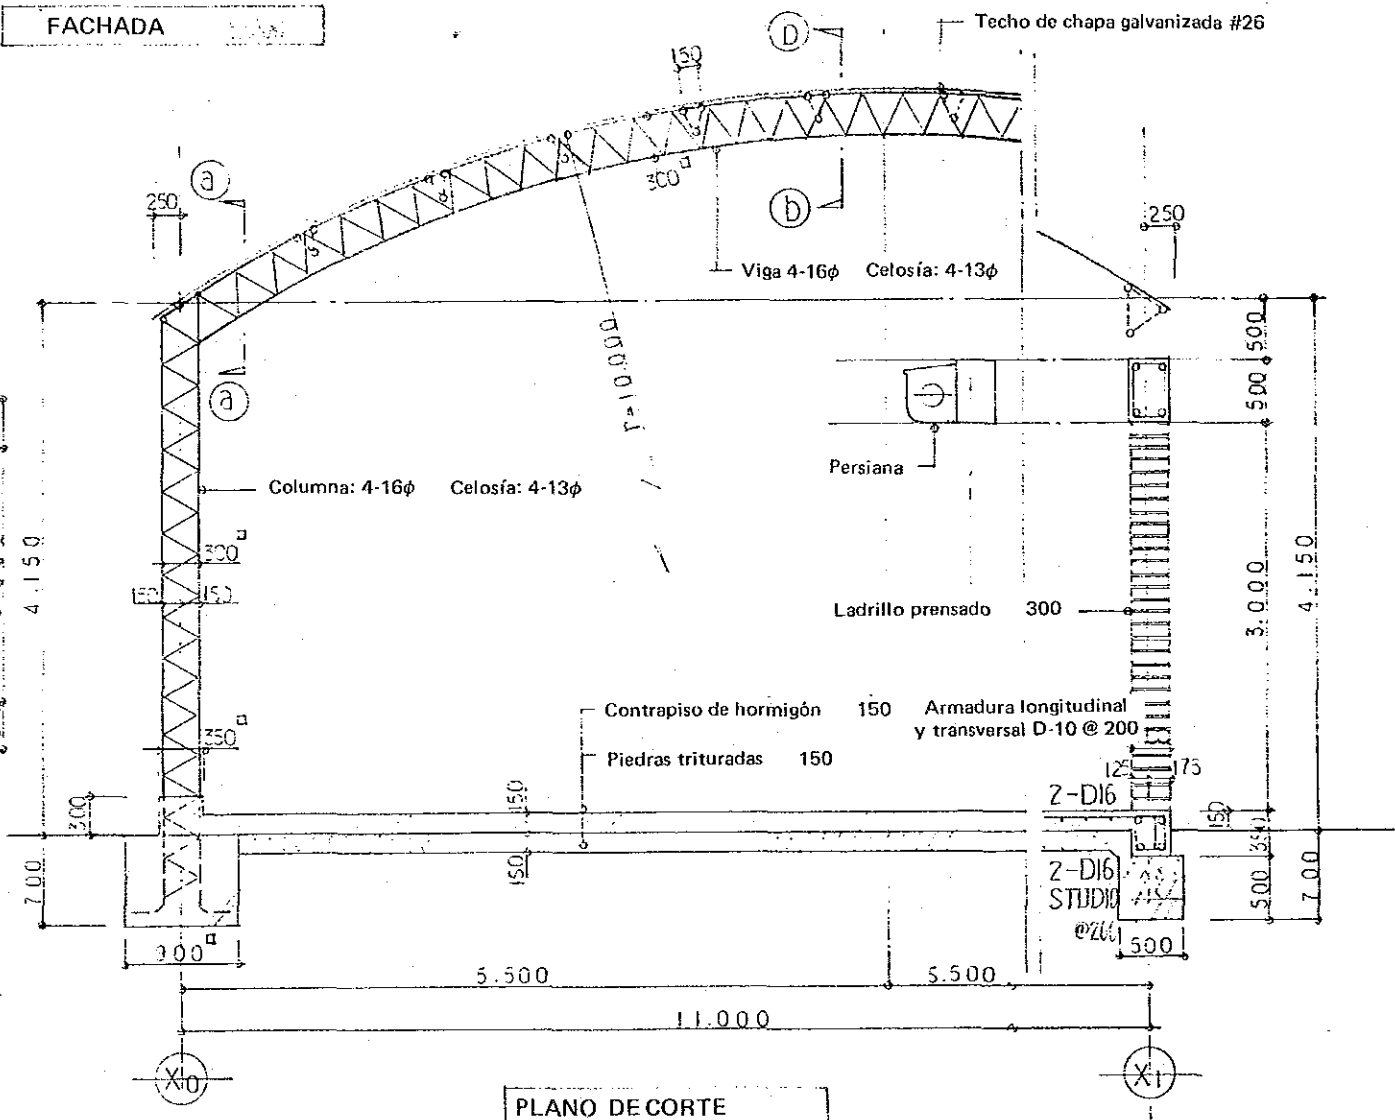 FACHADA
Techo de chapa galvanizada #26
D
150
a
250
300
b
250
Viga 4-16ϕ Celosía: 4-13ϕ
r=10.000
500
a
500
Persiana
Columna: 4-16ϕ Celosía: 4-13ϕ
4.150
300
150 150
3.000
4.150
Ladrillo prensado 300
Contrapiso de hormigón 150 Armadura longitudinal
y transversal D-10 @ 200
350
Piedras trituradas 150
125 175
2-D16
300
150
150
350
700
150
2-D16
500
700
STUDIO
@200
900
500
5.500 5.500
11.000
X0 X1
PLANO DE CORTE